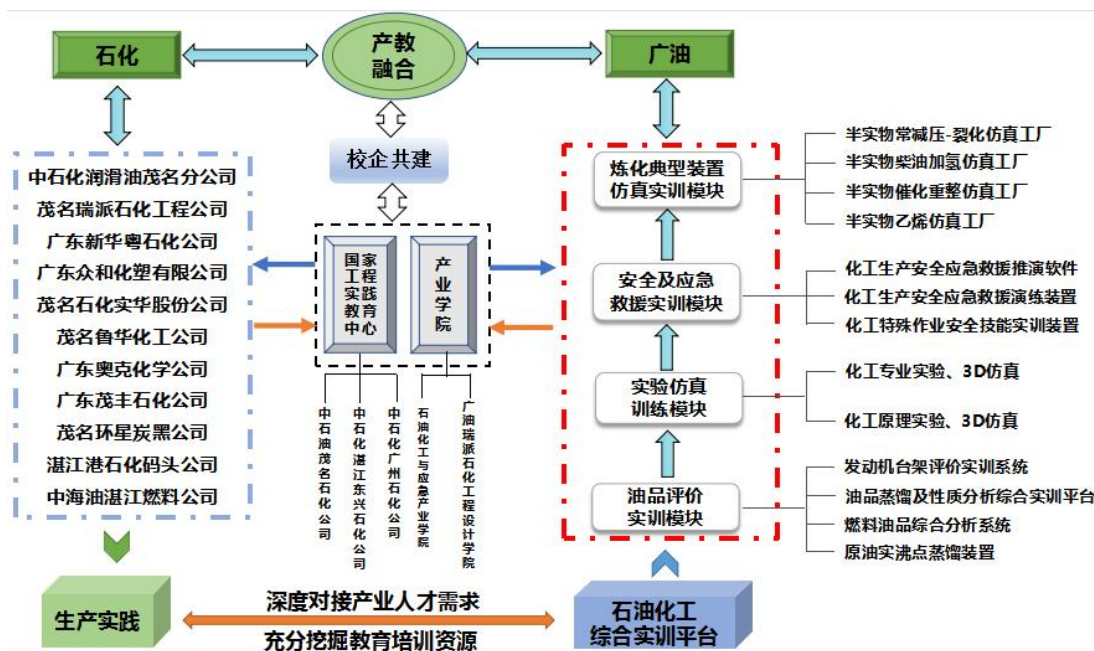 石化
产教
融合
广油
校企共建
中石化润滑油茂名分公司
茂名瑞派石化工程公司
广东新华粤石化公司
广东众和化塑有限公司
茂名石化实华股份公司
茂名鲁华化工公司
广东奥克化学公司
广东茂丰石化公司
茂名环星炭黑公司
湛江港石化码头公司
中海油湛江燃料公司
国家
工程
实践
教育
中心
产业学院
中石油茂名石化公司
中石化湛江东兴石化公司
中石化广州石化公司
石油化工与应急产业学院
广油瑞派石化工程设计学院
炼化典型装置
仿真实训模块
半实物常减压-裂化仿真工厂
半实物柴油加氢仿真工厂
半实物催化重整仿真工厂
半实物乙烯仿真工厂
安全及应急
救援实训模块
化工生产安全应急救援推演软件
化工生产安全应急救援演练装置
化工特殊作业安全技能实训装置
实验仿真
训练模块
化工专业实验、3D仿真
化工原理实验、3D仿真
油品评价
实训模块
发动机台架评价实训系统
油品蒸馏及性质分析综合实训平台
燃料油品综合分析系统
原油实沸点蒸馏装置
生产实践
深度对接产业人才需求
充分挖掘教育培训资源
石油化工
综合实训平台